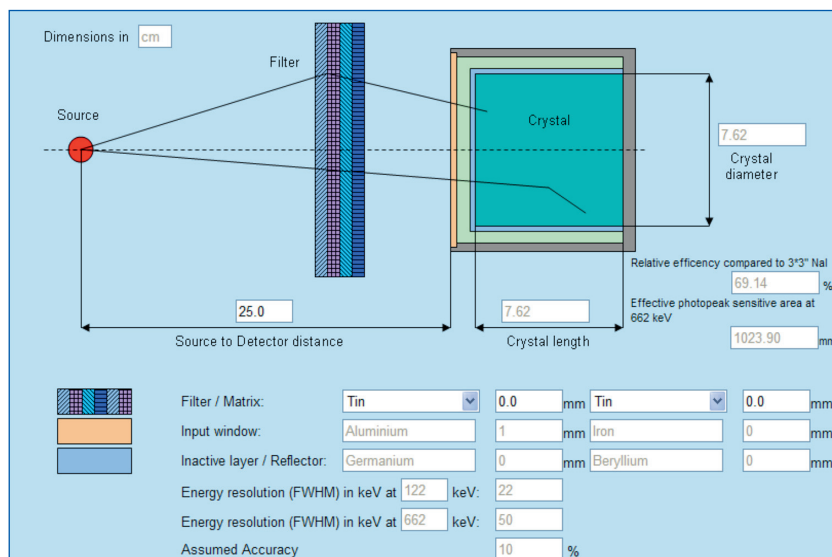 Dimensions in cm
Filter
Source
Crystal
7.62
Crystal
diameter
Relative efficency compared to 3*3" NaI
69.14 %
Effective photopeak sensitive area at
662 keV
1023.90 mm
25.0
7.62
Source to Detector distance
Crystal length
Filter / Matrix: Tin 0.0 mm Tin 0.0 mm
Input window: Aluminium 1 mm Iron 0 mm
Inactive layer / Reflector: Germanium 0 mm Beryllium 0 mm
Energy resolution (FWHM) in keV at 122 keV: 22
Energy resolution (FWHM) in keV at 662 keV: 50
Assumed Accuracy 10 %